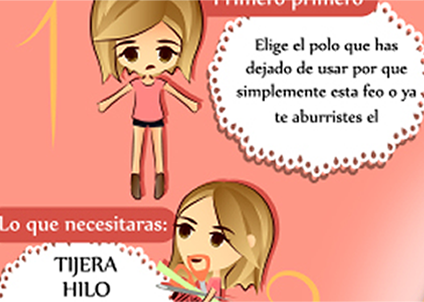 1
Primero primero
Elige el polo que has
dejado de usar por que
simplemente esta feo o ya
te aburristes el
Lo que necesitaras:
TIJERA
HILO